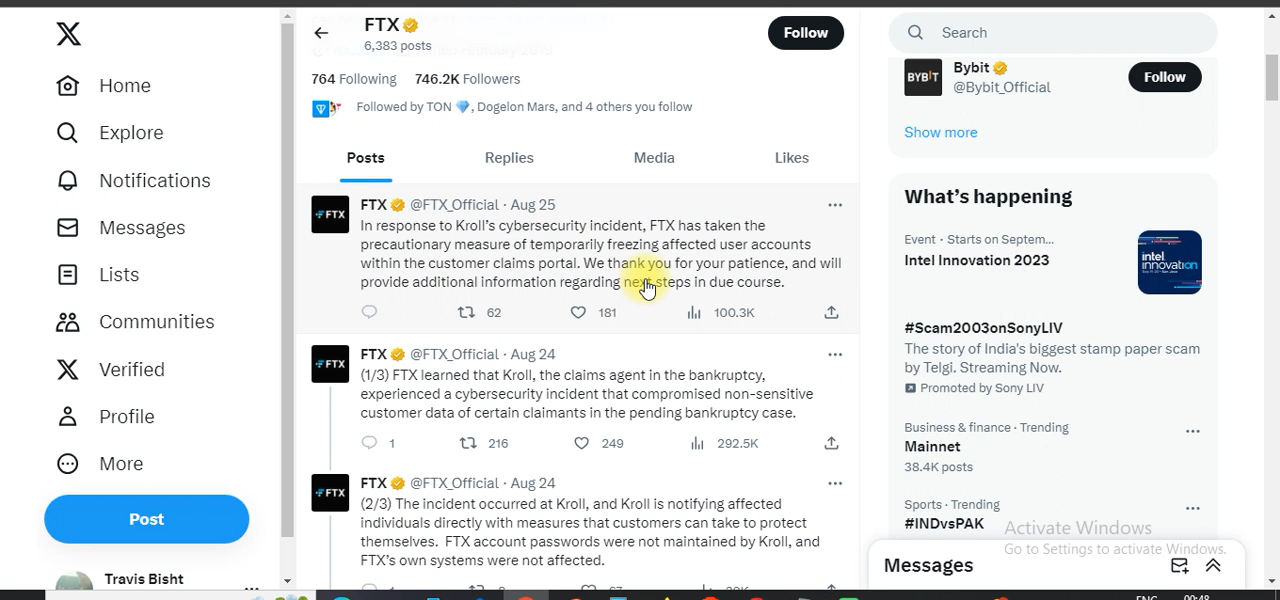 Home
Explore
Notifications
Messages
Lists
Communities
Verified
Profile
More
Post
Travis Bisht
FTX
6,383 posts
Follow
764 Following 746.2K Followers
Followed by TON 💎, Dogelon Mars, and 4 others you follow
Posts Replies Media Likes
FTX @FTX_Official · Aug 25
In response to Kroll's cybersecurity incident, FTX has taken the
precautionary measure of temporarily freezing affected user accounts
within the customer claims portal. We thank you for your patience, and will
provide additional information regarding next steps in due course.
62 181 100.3K
FTX @FTX_Official · Aug 24
(1/3) FTX learned that Kroll, the claims agent in the bankruptcy,
experienced a cybersecurity incident that compromised non-sensitive
customer data of certain claimants in the pending bankruptcy case.
1 216 249 292.5K
FTX @FTX_Official · Aug 24
(2/3) The incident occurred at Kroll, and Kroll is notifying affected
individuals directly with measures that customers can take to protect
themselves. FTX account passwords were not maintained by Kroll, and
FTX's own systems were not affected.
Search
BYBIT
Bybit
@Bybit_Official
Follow
Show more
What's happening
Event · Starts on Septem...
Intel Innovation 2023
intel
innovation
#Scam2003onSonyLIV
The story of India's biggest stamp paper scam
by Telgi. Streaming Now.
Promoted by Sony LIV
Business & finance · Trending
Mainnet
38.4K posts
Sports · Trending
#INDvsPAK
Activate Windows
Go to Settings to activate Windows.
Messages